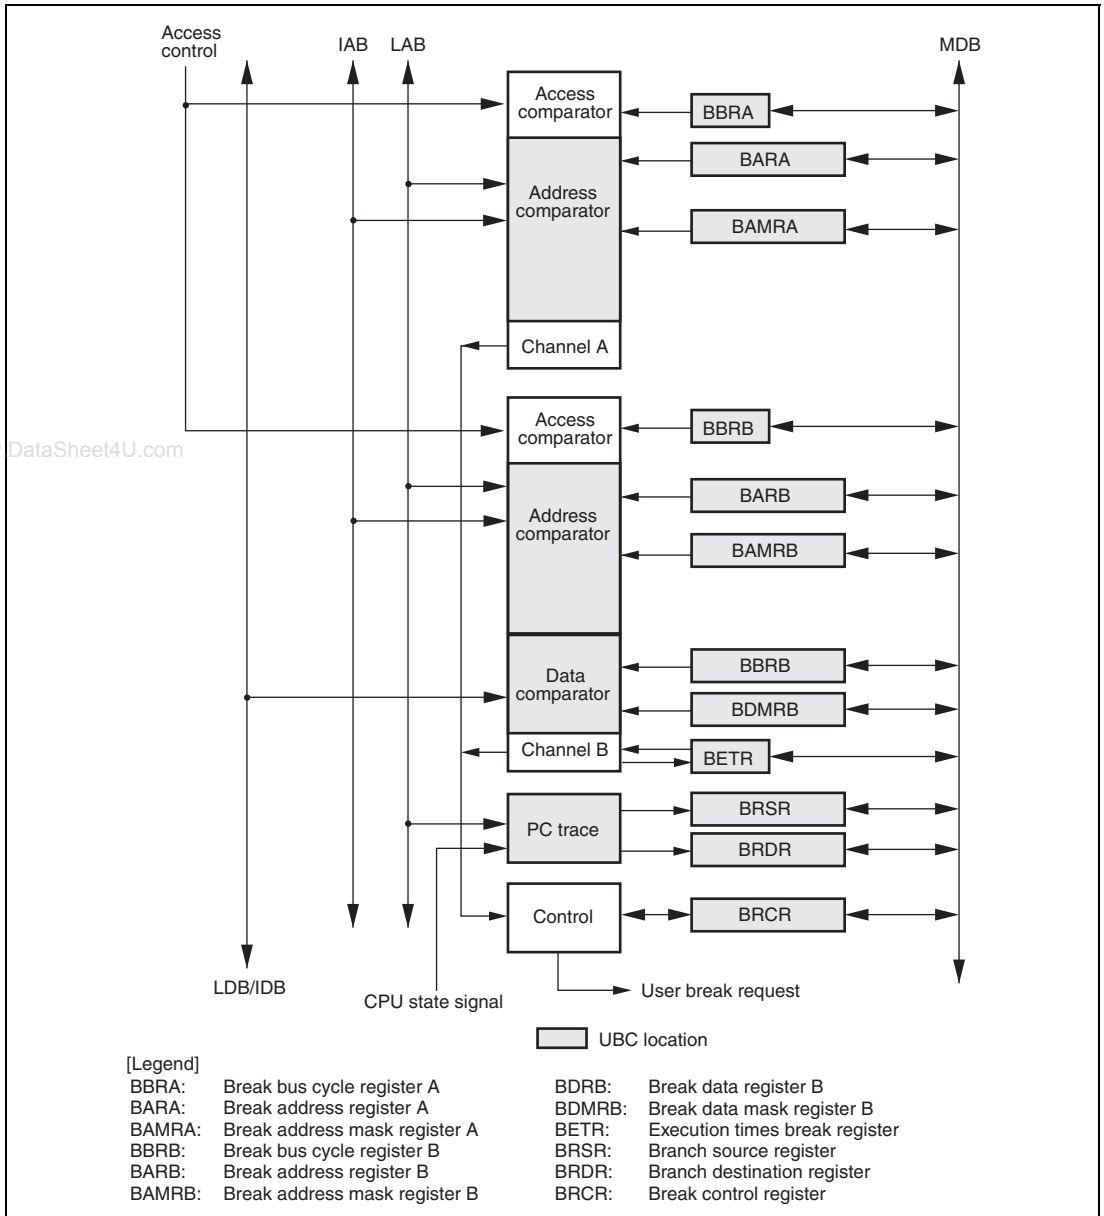 Access
control
IAB
LAB
MDB
Access
comparator
BBRA
BARA
Address
comparator
BAMRA
Channel A
Access
comparator
BBRB
DataSheet4U.com
BARB
Address
comparator
BAMRB
BBRB
Data
comparator
BDMRB
Channel B
BETR
BRSR
PC trace
BRDR
Control
BRCR
LDB/IDB
CPU state signal
User break request
UBC location
[Legend]
BBRA: Break bus cycle register A
BARA: Break address register A
BAMRA: Break address mask register A
BBRB: Break bus cycle register B
BARB: Break address register B
BAMRB: Break address mask register B
BDRB: Break data register B
BDMRB: Break data mask register B
BETR: Execution times break register
BRSR: Branch source register
BRDR: Branch destination register
BRCR: Break control register